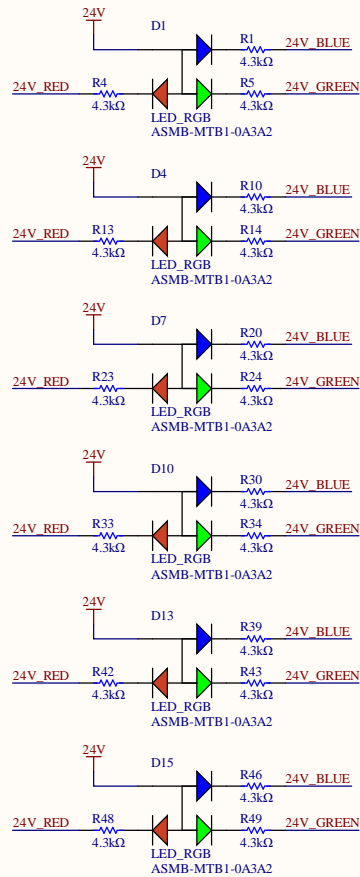 24V D1 R1 24V_BLUE
4.3kΩ
24V_RED R4 R5 24V_GREEN
4.3kΩ LED_RGB 4.3kΩ
ASMB-MTB1-0A3A2
24V D4 R10 24V_BLUE
4.3kΩ
24V_RED R13 R14 24V_GREEN
4.3kΩ LED_RGB 4.3kΩ
ASMB-MTB1-0A3A2
24V D7 R20 24V_BLUE
4.3kΩ
24V_RED R23 R24 24V_GREEN
4.3kΩ LED_RGB 4.3kΩ
ASMB-MTB1-0A3A2
24V D10 R30 24V_BLUE
4.3kΩ
24V_RED R33 R34 24V_GREEN
4.3kΩ LED_RGB 4.3kΩ
ASMB-MTB1-0A3A2
24V D13 R39 24V_BLUE
4.3kΩ
24V_RED R42 R43 24V_GREEN
4.3kΩ LED_RGB 4.3kΩ
ASMB-MTB1-0A3A2
24V D15 R46 24V_BLUE
4.3kΩ
24V_RED R48 R49 24V_GREEN
4.3kΩ LED_RGB 4.3kΩ
ASMB-MTB1-0A3A2